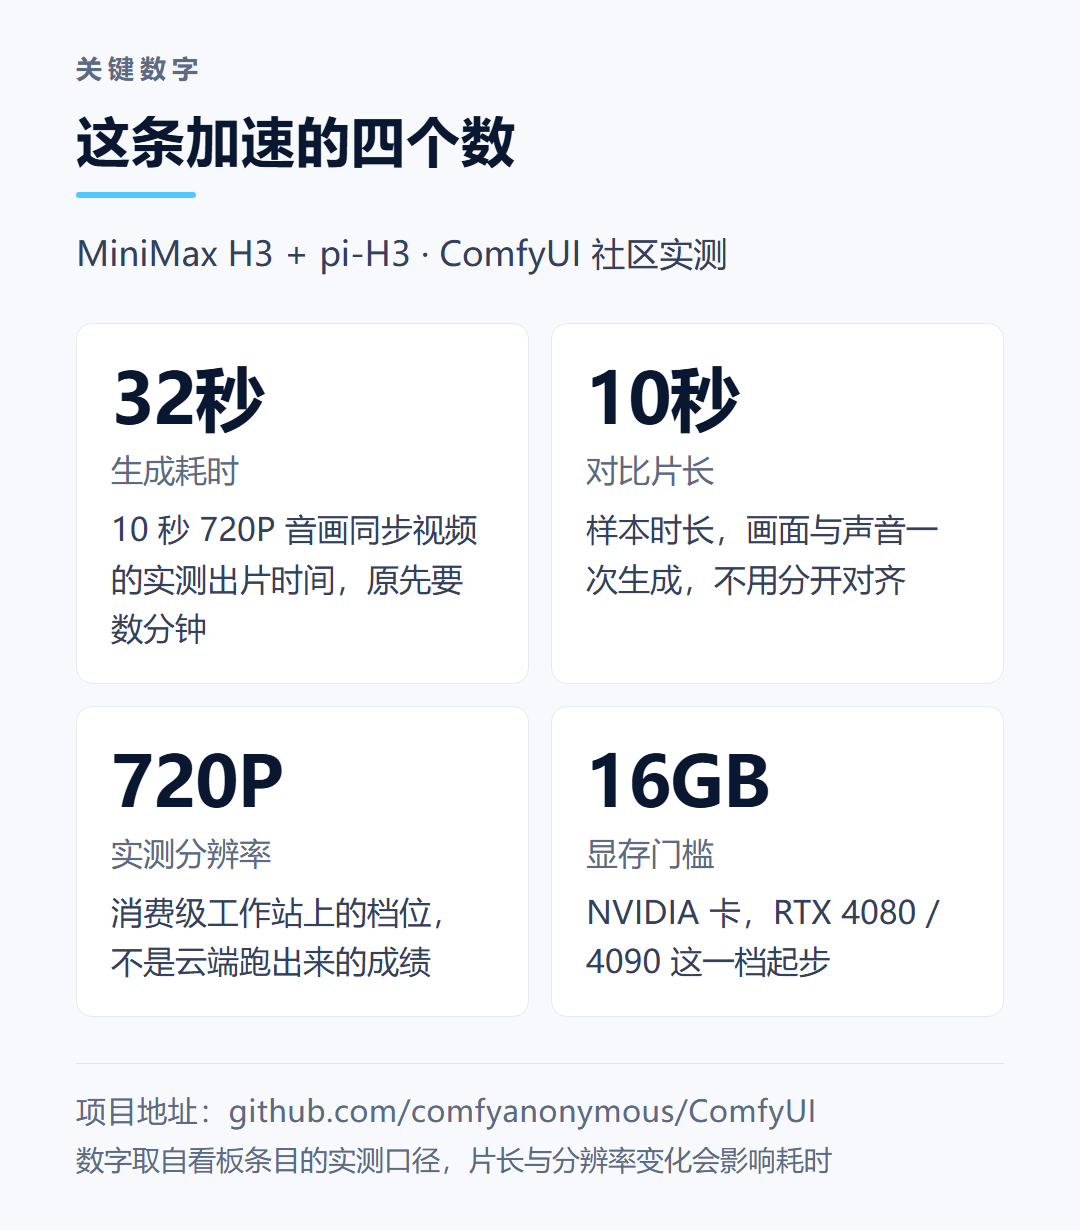 关键数字
这条加速的四个数
MiniMax H3 + pi-H3 · ComfyUI 社区实测
32秒
生成耗时
10 秒 720P 音画同步视频
的实测出片时间，原先要
数分钟
10秒
对比片长
样本时长，画面与声音一
次生成，不用分开对齐
720P
实测分辨率
消费级工作站上的档位，
不是云端跑出来的成绩
16GB
显存门槛
NVIDIA 卡，RTX 4080 /
4090 这一档起步
项目地址：github.com/comfyanonymous/ComfyUI
数字取自看板条目的实测口径，片长与分辨率变化会影响耗时